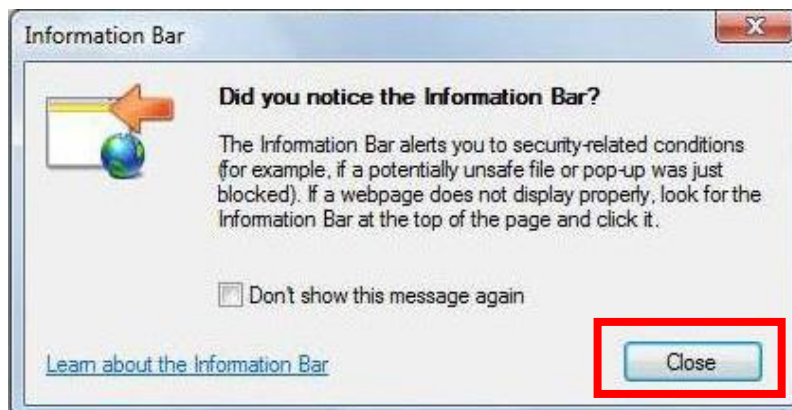 Information Bar
Did you notice the Information Bar?
The Information Bar alerts you to security-related conditions
(for example, if a potentially unsafe file or pop-up was just
blocked). If a webpage does not display properly, look for the
Information Bar at the top of the page and click it.
Don't show this message again
Learn about the Information Bar
Close